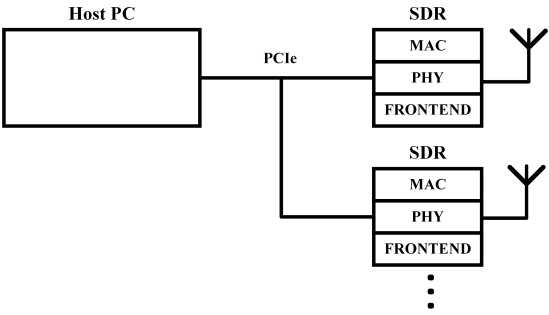 Host PC
SDR
PCIe
MAC
PHY
FRONTEND
SDR
MAC
PHY
FRONTEND